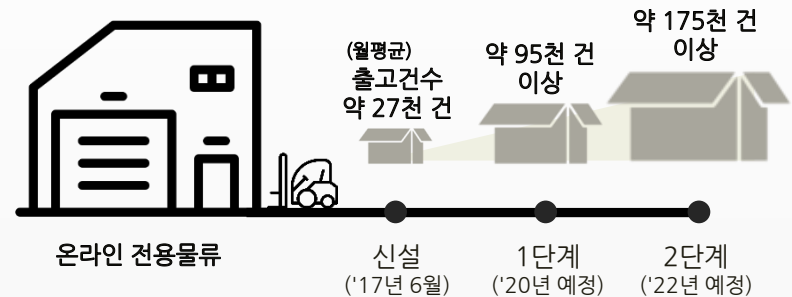 (월평균)
출고건수
약 27천 건
약 95천 건
이상
약 175천 건
이상
온라인 전용물류
신설
('17년 6월)
1단계
('20년 예정)
2단계
('22년 예정)